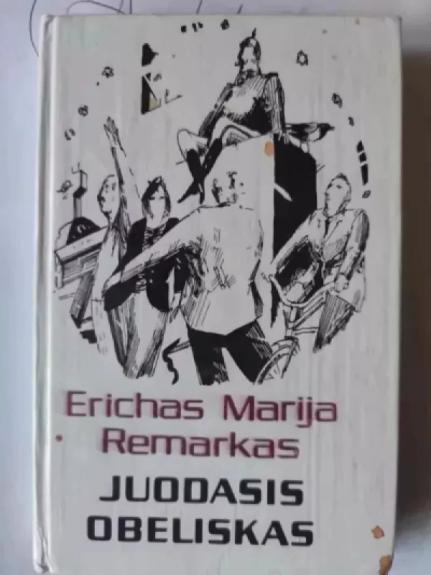 Erichas Marija
Remarkas
JUODASIS
OBELISKAS